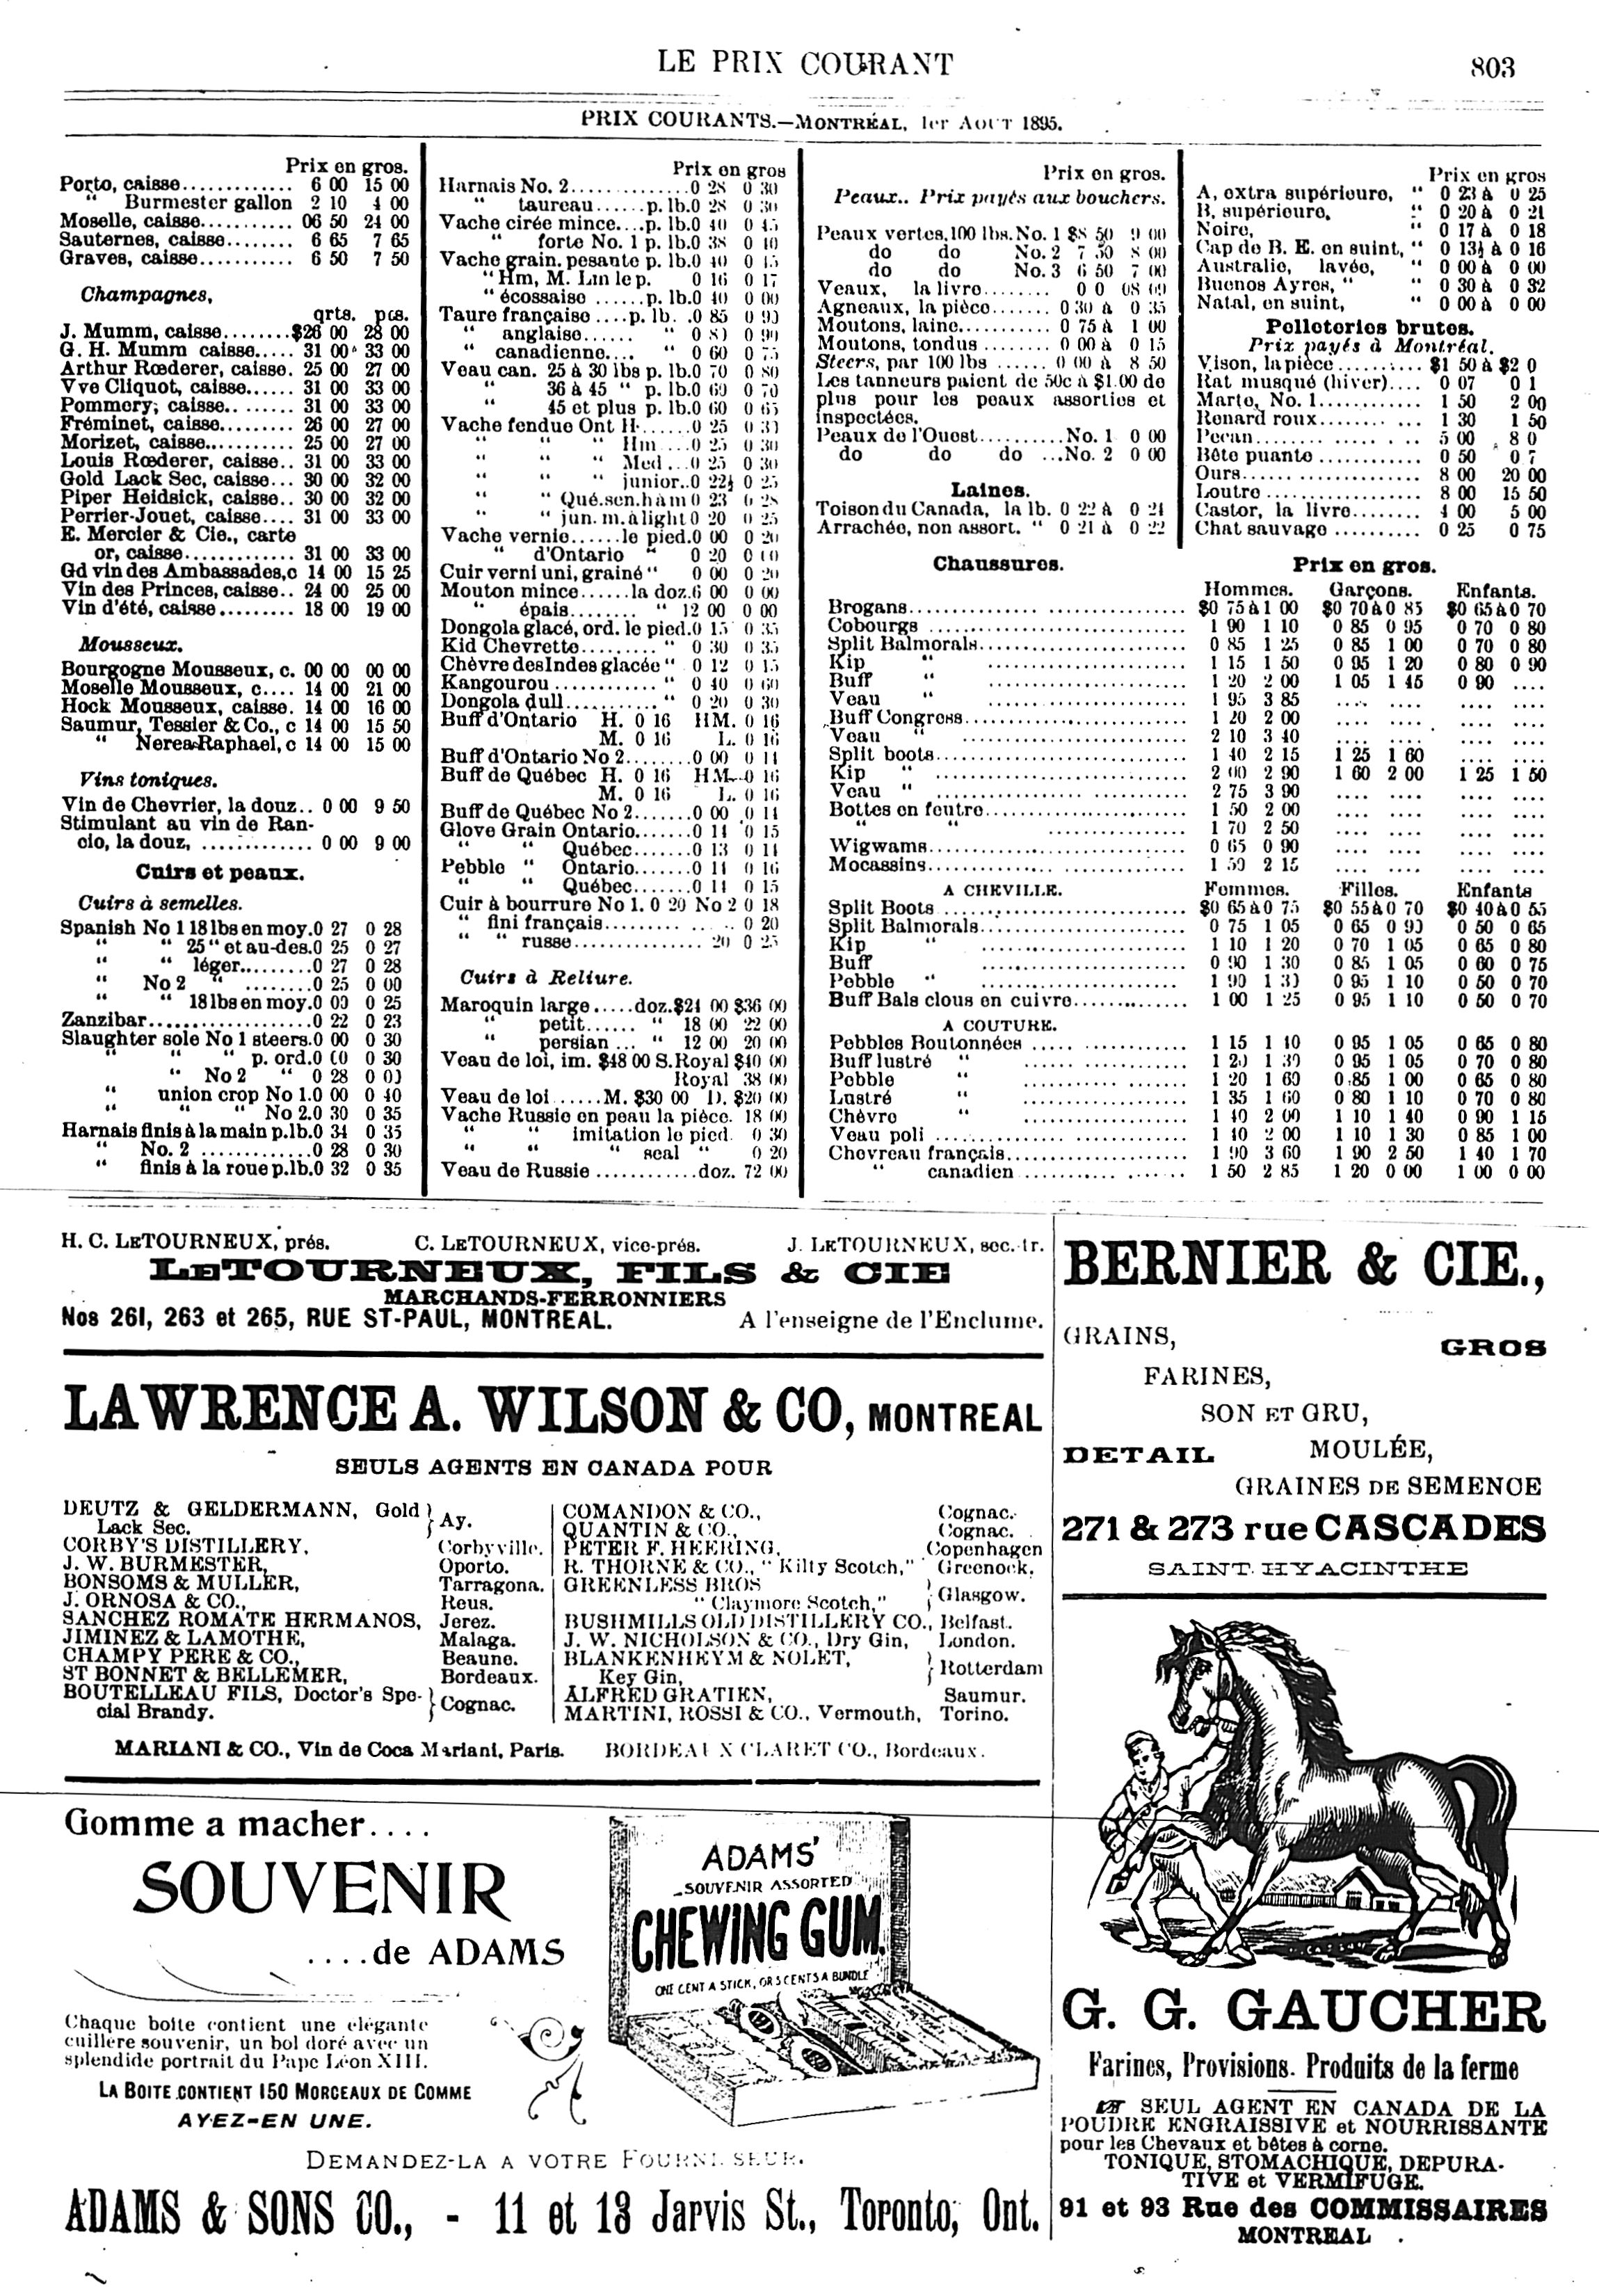 LE PRIX COURANT
803
PRIX COURANTS.—MONTRÉAL, 1er AOUT 1895.
Prix en gros.
Porto, caisse............. 6 00 15 00
“ Burmester gallon 2 10 4 00
Moselle, caisse........... 06 50 24 00
Sauternes, caisse........ 6 65 7 65
Graves, caisse........... 6 50 7 50
Champagnes,
qrts. pcs.
J. Mumm, caisse........$26 00 28 00
G. H. Mumm caisse..... 31 00 33 00
Arthur Rœderer, caisse. 25 00 27 00
Vve Cliquot, caisse...... 31 00 33 00
Pommery, caisse........ 31 00 33 00
Fréminet, caisse......... 26 00 27 00
Morizet, caisse........... 25 00 27 00
Louis Rœderer, caisse.. 31 00 33 00
Gold Lack Sec, caisse... 30 00 32 00
Piper Heidsick, caisse.. 30 00 32 00
Perrier-Jouet, caisse.... 31 00 33 00
E. Mercier & Cie., carte
or, caisse............. 31 00 33 00
Gd vin des Ambassades,c 14 00 15 25
Vin des Princes, caisse.. 24 00 25 00
Vin d'été, caisse......... 18 00 19 00
Mousseux.
Bourgogne Mousseux, c. 00 00 00 00
Moselle Mousseux, c.... 14 00 21 00
Hock Mousseux, caisse. 14 00 16 00
Saumur, Tessier & Co., c 14 00 15 50
“ Nerea Raphael, c 14 00 15 00
Vins toniques.
Vin de Chevrier, la douz.. 0 00 9 50
Stimulant au vin de Ran-
cio, la douz, ............. 0 00 9 00
Cuirs et peaux.
Cuirs à semelles.
Spanish No 1 18 lbs en moy.0 27 0 28
“ “ 25 “ et au-des.0 25 0 27
“ “ léger.........0 27 0 28
“ No 2 “ .........0 25 0 00
“ “ 18 lbs en moy.0 00 0 25
Zanzibar...................0 22 0 23
Slaughter sole No 1 steers.0 00 0 30
“ “ “ p. ord.0 00 0 30
“ “ No 2 “ 0 28 0 00
“ union crop No 1.0 00 0 40
“ “ “ No 2.0 30 0 35
Harnais finis à la main p.lb.0 34 0 35
“ No. 2 ..............0 28 0 30
“ finis à la roue p.lb.0 32 0 35
Prix en gros
Harnais No. 2..............0 28 0 30
“ taureau......p. lb.0 28 0 30
Vache cirée mince....p. lb.0 40 0 45
“ forte No. 1 p. lb.0 38 0 40
Vache grain. pesante p. lb.0 40 0 45
“ Hm, M. Lm le p. 0 16 0 17
“ écossaise ......p. lb.0 40 0 00
Taure française ....p. lb. .0 85 0 90
“ anglaise...... “ 0 80 0 90
“ canadienne.... “ 0 60 0 75
Veau can. 25 à 30 lbs p. lb.0 70 0 80
“ 36 à 45 “ p. lb.0 60 0 70
“ 45 et plus p. lb.0 60 0 65
Vache fendue Ont H.......0 25 0 30
“ “ “ Hm ...0 25 0 30
“ “ “ Med ...0 25 0 30
“ “ “ junior..0 22½ 0 25
“ “ Qué.sen.h à m 0 23 0 28
“ “ jun. m. à light 0 20 0 25
Vache vernie......le pied.0 00 0 20
“ d'Ontario “ 0 20 0 00
Cuir verni uni, grainé “ 0 00 0 20
Mouton mince......la doz.6 00 0 00
“ épais........ “ 12 00 0 00
Dongola glacé, ord. le pied.0 15 0 35
Kid Chevrette......... “ 0 30 0 35
Chèvre des Indes glacée “ 0 12 0 15
Kangourou ............ “ 0 40 0 60
Dongola dull.......... “ 0 20 0 30
Buff d'Ontario H. 0 16 HM. 0 16
M. 0 16 L. 0 16
Buff d'Ontario No 2........0 00 0 14
Buff de Québec H. 0 16 HM. 0 16
M. 0 16 L. 0 16
Buff de Québec No 2.......0 00 0 14
Glove Grain Ontario.......0 14 0 15
“ “ Québec.......0 13 0 14
Pebble “ Ontario.......0 14 0 16
“ “ Québec.......0 14 0 15
Cuir à bourrure No 1. 0 20 No 2 0 18
“ fini français......... .. . .. 0 20
“ “ russe............... 20 0 25
Cuirs à Reliure.
Maroquin large.....doz.$24 00 $36 00
“ petit...... “ 18 00 22 00
“ persian ... “ 12 00 20 00
Veau de loi, im. $48 00 S.Royal $40 00
Royal 38 00
Veau de loi......M. $30 00 D. $20 00
Vache Russie en peau la pièce. 18 00
“ “ imitation le pied. 0 30
“ “ “ seal “ 0 20
Veau de Russie ............doz. 72 00
Prix en gros.
Peaux.. Prix payés aux bouchers.
Peaux vertes,100 lbs.No. 1 $8 50 9 00
do do No. 2 7 50 8 00
do do No. 3 6 50 7 00
Veaux, la livre........ 0 0 08 09
Agneaux, la pièce....... 0 30 à 0 35
Moutons, laine........... 0 75 à 1 00
Moutons, tondus ....... 0 00 à 0 15
Steers, par 100 lbs ..... 0 00 à 8 50
Les tanneurs paient de 50c à $1.00 de
plus pour les peaux assorties et
inspectées.
Peaux de l'Ouest..........No. 1 0 00
do do do ...No. 2 0 00
Laines.
Toison du Canada, la lb. 0 22 à 0 24
Arrachée, non assort. “ 0 21 à 0 22
Prix en gros
A, extra supérieure, “ 0 23 à 0 25
B, supérieure, “ 0 20 à 0 21
Noire, “ 0 17 à 0 18
Cap de B. E. en suint, “ 0 13½ à 0 16
Australie, lavée, “ 0 00 à 0 00
Buenos Ayres, “ “ 0 30 à 0 32
Natal, en suint, “ 0 00 à 0 00
Pelleteries brutes.
Prix payés à Montréal.
Vison, la pièce ..........$1 50 à $2 0
Rat musqué (hiver).... 0 07 0 1
Marte, No. 1............ 1 50 2 00
Renard roux............ 1 30 1 50
Pecan.................... 5 00 8 0
Bête puante ............ 0 50 0 7
Ours..................... 8 00 20 00
Loutre .................. 8 00 15 50
Castor, la livre........ 4 00 5 00
Chat sauvage .......... 0 25 0 75
Chaussures. Prix en gros.
Hommes. Garçons. Enfants.
Brogans.............................. $0 75 à 1 00 $0 70 à 0 85 $0 65 à 0 70
Cobourgs ............................ 1 90 1 10 0 85 0 95 0 70 0 80
Split Balmorals...................... 0 85 1 25 0 85 1 00 0 70 0 80
Kip “ ...................... 1 15 1 50 0 95 1 20 0 80 0 90
Buff “ ...................... 1 20 2 00 1 05 1 45 0 90 ....
Veau “ ...................... 1 95 3 85 .... .... .... ....
Buff Congress........................ 1 20 2 00 .... .... .... ....
Veau “ ........................ 2 10 3 40 .... .... .... ....
Split boots............................ 1 40 2 15 1 25 1 60 .... ....
Kip “ ............................ 2 00 2 90 1 60 2 00 1 25 1 50
Veau “ ............................ 2 75 3 90 .... .... .... ....
Bottes en feutre...................... 1 50 2 00 .... .... .... ....
“ “ ................ 1 70 2 50 .... .... .... ....
Wigwams............................ 0 65 0 90 .... .... .... ....
Mocassins............................ 1 50 2 15 .... .... .... ....
A CHEVILLE. Femmes. Filles. Enfants
Split Boots .......................... $0 65 à 0 75 $0 55 à 0 70 $0 40 à 0 55
Split Balmorals...................... 0 75 1 05 0 65 0 90 0 50 0 65
Kip “ ...................... 1 10 1 20 0 70 1 05 0 65 0 80
Buff ...................... 0 90 1 30 0 85 1 05 0 60 0 75
Pebble “ ...................... 1 90 1 30 0 95 1 10 0 50 0 70
Buff Bals clous en cuivre............ 1 00 1 25 0 95 1 10 0 50 0 70
A COUTURE.
Pebbles Boutonnées ................ 1 15 1 40 0 95 1 05 0 65 0 80
Buff lustré “ ................ 1 20 1 30 0 95 1 05 0 70 0 80
Pebble “ ................ 1 20 1 60 0 85 1 00 0 65 0 80
Lustré “ ................ 1 35 1 60 0 80 1 10 0 70 0 80
Chèvre “ ................ 1 40 2 00 1 10 1 40 0 90 1 15
Veau poli ............................ 1 40 2 00 1 10 1 30 0 85 1 00
Chevreau français.................... 1 90 3 60 1 90 2 50 1 40 1 70
“ canadien .................... 1 50 2 85 1 20 0 00 1 00 0 00
H. C. LETOURNEUX, prés. C. LETOURNEUX, vice-prés. J. LETOURNEUX, sec.-tr.
LETOURNEUX, FILS & CIE
MARCHANDS-FERRONNIERS
Nos 261, 263 et 265, RUE ST-PAUL, MONTREAL. A l'enseigne de l'Enclume.
LAWRENCE A. WILSON & CO, MONTREAL
SEULS AGENTS EN CANADA POUR
DEUTZ & GELDERMANN, Gold
Lack Sec. } Ay.
CORBY'S DISTILLERY, Corbyville.
J. W. BURMESTER, Oporto.
BONSOMS & MULLER, Tarragona.
J. ORNOSA & CO., Reus.
SANCHEZ ROMATE HERMANOS, Jerez.
JIMINEZ & LAMOTHE, Malaga.
CHAMPY PERE & CO., Beaune.
ST BONNET & BELLEMER, Bordeaux.
BOUTELLEAU FILS, Doctor's Spe-
cial Brandy. } Cognac.
COMANDON & CO., Cognac.
QUANTIN & CO., Cognac.
PETER F. HEERING, Copenhagen
R. THORNE & CO., “ Kilty Scotch,” Greenock.
GREENLESS BROS
“ Claymore Scotch,” } Glasgow.
BUSHMILLS OLD DISTILLERY CO., Belfast.
J. W. NICHOLSON & CO., Dry Gin, London.
BLANKENHEYM & NOLET,
Key Gin, } Rotterdam
ALFRED GRATIEN, Saumur.
MARTINI, ROSSI & CO., Vermouth, Torino.
MARIANI & CO., Vin de Coca Mariani, Paris. BORDEAUX CLARET CO., Bordeaux.
Gomme a macher....
SOUVENIR
....de ADAMS
Chaque boîte contient une élégante
cuillere souvenir, un bol doré avec un
splendide portrait du Pape Léon XIII.
LA BOITE CONTIENT 150 MORCEAUX DE COMME
AYEZ-EN UNE.
ADAMS'
SOUVENIR ASSORTED
CHEWING GUM.
ONE CENT A STICK, OR 5 CENTS A BUNDLE
DEMANDEZ-LA A VOTRE FOURNISSEUR.
ADAMS & SONS CO., - 11 et 13 Jarvis St., Toronto, Ont.
BERNIER & CIE.,
GRAINS,
GROS
FARINES,
SON ET GRU,
DETAIL MOULÉE,
GRAINES DE SEMENCE
271 & 273 rue CASCADES
SAINT-HYACINTHE
G. G. GAUCHER
Farines, Provisions. Produits de la ferme
☞ SEUL AGENT EN CANADA DE LA
POUDRE ENGRAISSIVE et NOURRISSANTE
pour les Chevaux et bêtes à corne.
TONIQUE, STOMACHIQUE, DEPURA-
TIVE et VERMIFUGE.
91 et 93 Rue des COMMISSAIRES
MONTREAL